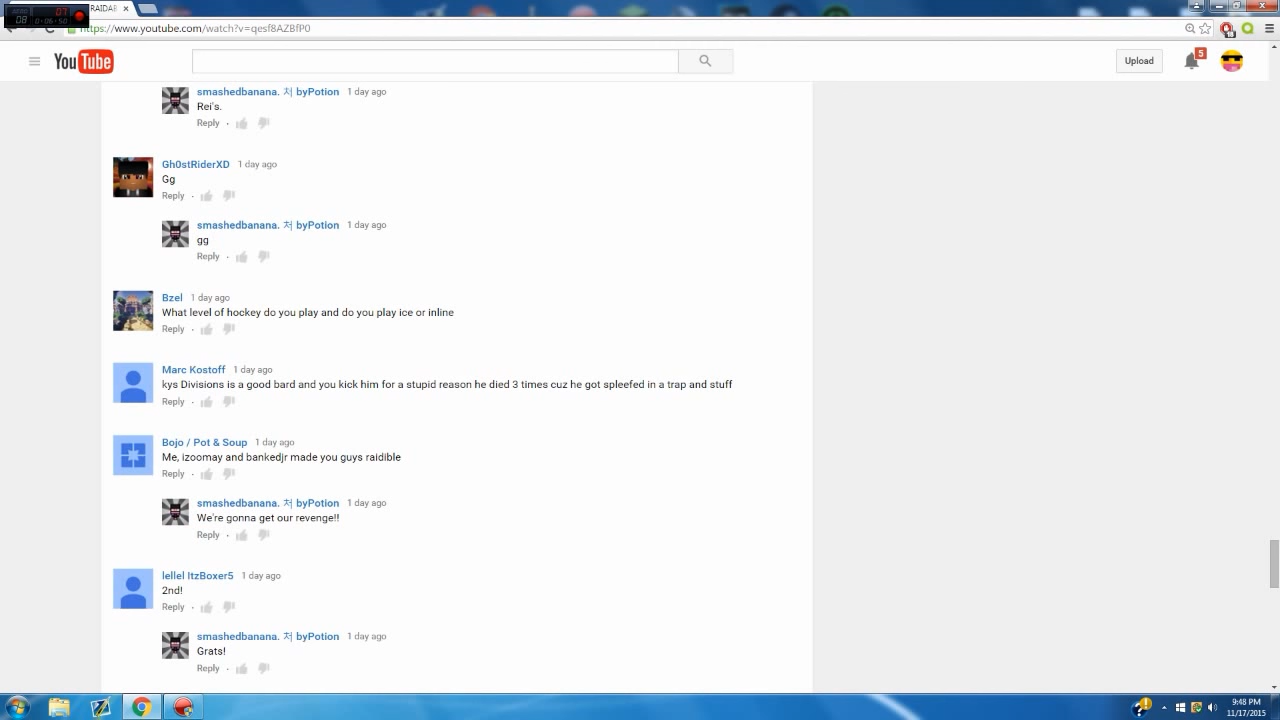 RAIDAB
08 0:06:50 07
https://www.youtube.com/watch?v=qesf8AZBfP0
YouTube
Upload
5
smashedbanana. 처 byPotion 1 day ago
Rei's.
Reply
Gh0stRiderXD 1 day ago
Gg
Reply
smashedbanana. 처 byPotion 1 day ago
gg
Reply
Bzel 1 day ago
What level of hockey do you play and do you play ice or inline
Reply
Marc Kostoff 1 day ago
kys Divisions is a good bard and you kick him for a stupid reason he died 3 times cuz he got spleefed in a trap and stuff
Reply
Bojo / Pot & Soup 1 day ago
Me, izoomay and bankedjr made you guys raidible
Reply
smashedbanana. 처 byPotion 1 day ago
We're gonna get our revenge!!
Reply
lellel ItzBoxer5 1 day ago
2nd!
Reply
smashedbanana. 처 byPotion 1 day ago
Grats!
Reply
9:48 PM
11/17/2015